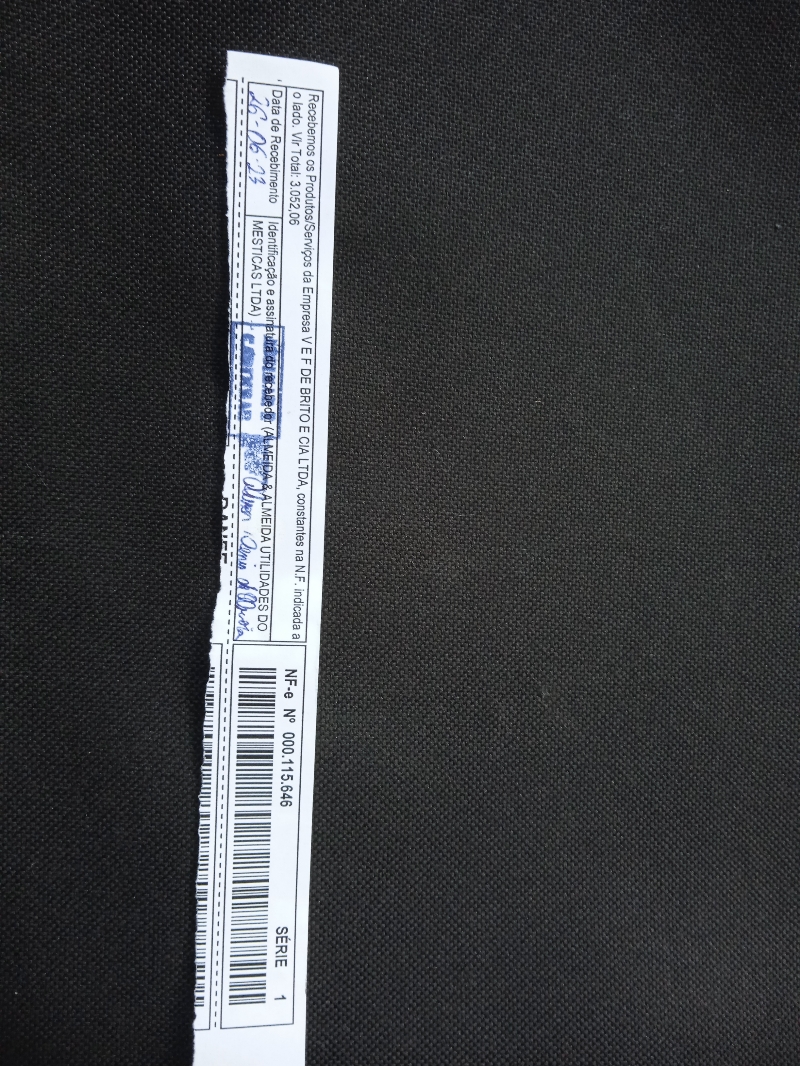 Recebemos os Produtos/Serviços da Empresa V E F DE BRITO E CIA LTDA, constantes na N.F. indicada a
o lado. Vlr Total: 3.052,06
Data de Recebimento
26-06-23
Identificação e assinatura do recebedor (ALMEIDA & ALMEIDA UTILIDADES DO
MESTICAS LTDA)
NF-e Nº 000.115.646
SÉRIE 1